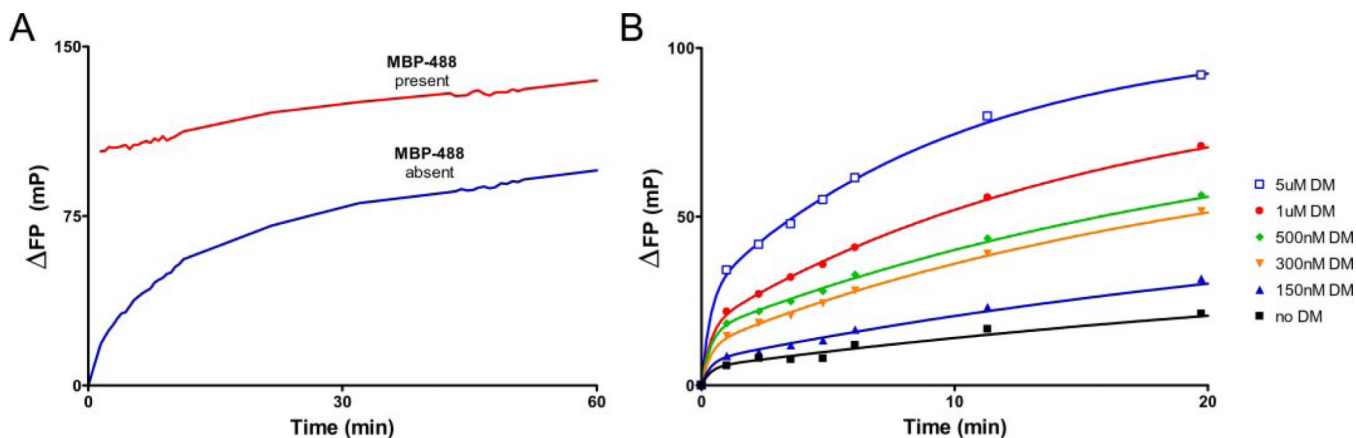 A
150
MBP-488
present
MBP-488
absent
75
ΔFP (mP)
0
0
30
60
Time (min)
B
100
50
ΔFP (mP)
0
0
10
20
Time (min)
5uM DM
1uM DM
500nM DM
300nM DM
150nM DM
no DM